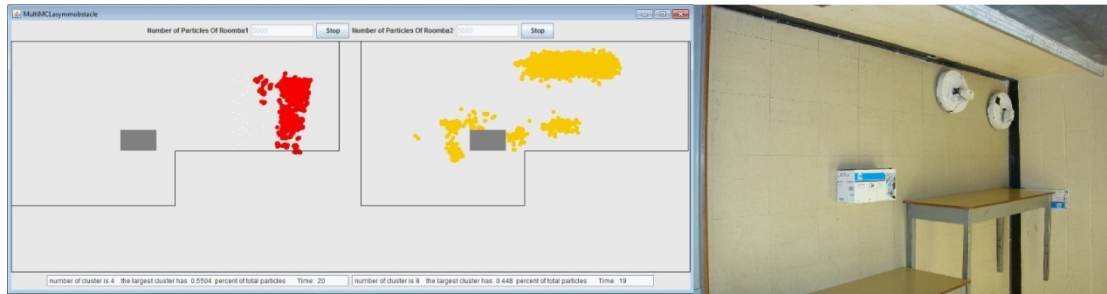 MultiMCLasymmobstacle
Number of Particles Of Roomba1 5000 Stop Number of Particles Of Roomba2 5000 Stop
number of cluster is 4 the largest cluster has 0.5504 percent of total particles Time: 20
number of cluster is 8 the largest cluster has 0.448 percent of total particles Time 19